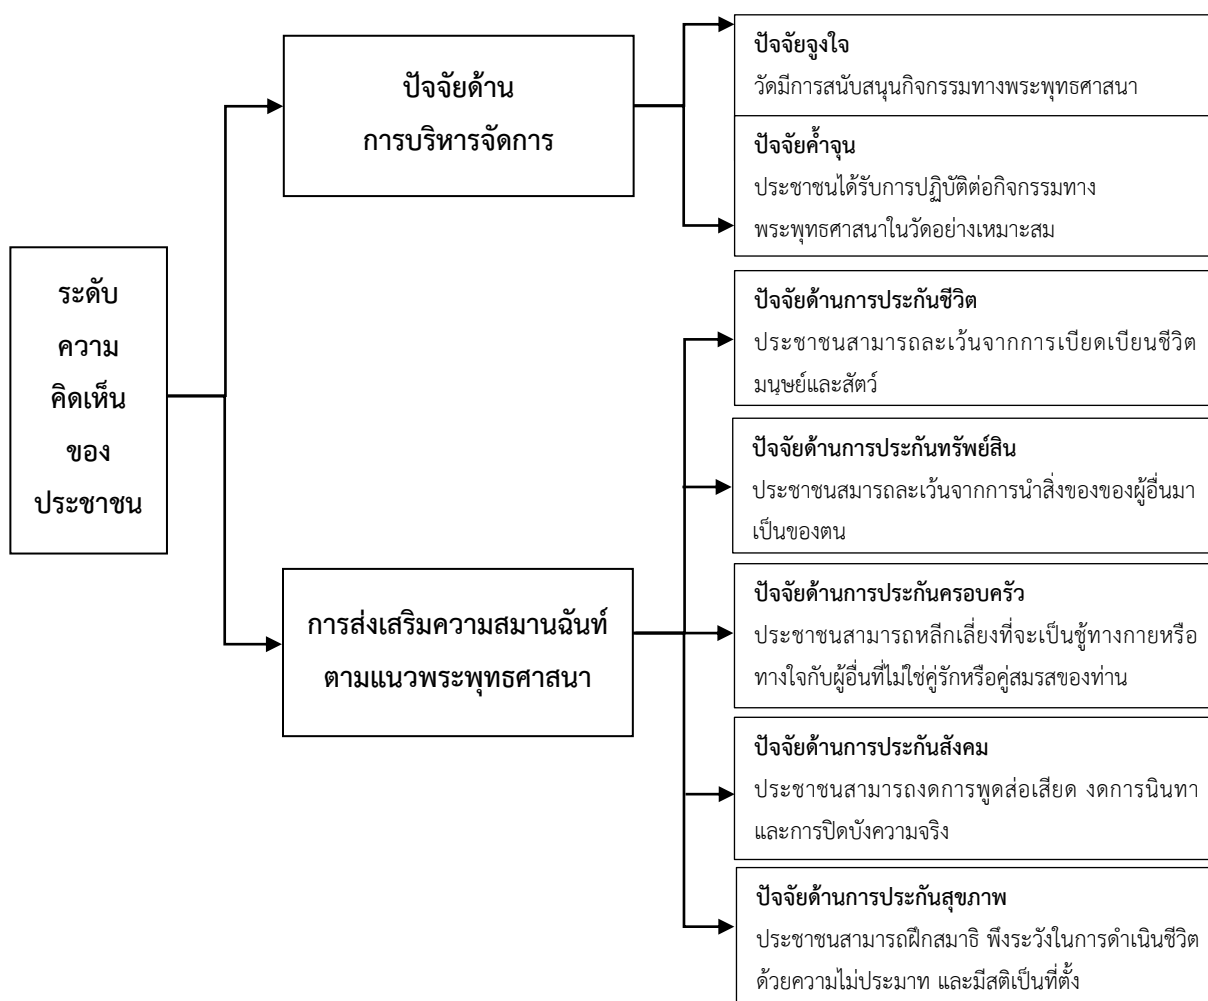 ระดับ
ความ
คิดเห็น
ของ
ประชาชน
ปัจจัยด้าน
การบริหารจัดการ
ปัจจัยจูงใจ
วัดมีการสนับสนุนกิจกรรมทางพระพุทธศาสนา
ปัจจัยค้ำจุน
ประชาชนได้รับการปฏิบัติต่อกิจกรรมทาง
พระพุทธศาสนาในวัดอย่างเหมาะสม
การส่งเสริมความสมานฉันท์
ตามแนวพระพุทธศาสนา
ปัจจัยด้านการประกันชีวิต
ประชาชนสามารถละเว้นจากการเบียดเบียนชีวิต
มนุษย์และสัตว์
ปัจจัยด้านการประกันทรัพย์สิน
ประชาชนสมารถละเว้นจากการนำสิ่งของของผู้อื่นมา
เป็นของตน
ปัจจัยด้านการประกันครอบครัว
ประชาชนสามารถหลีกเลี่ยงที่จะเป็นชู้ทางกายหรือ
ทางใจกับผู้อื่นที่ไม่ใช่คู่รักหรือคู่สมรสของท่าน
ปัจจัยด้านการประกันสังคม
ประชาชนสามารถงดการพูดส่อเสียด งดการนินทา
และการปิดบังความจริง
ปัจจัยด้านการประกันสุขภาพ
ประชาชนสามารถฝึกสมาธิ พึงระวังในการดำเนินชีวิต
ด้วยความไม่ประมาท และมีสติเป็นที่ตั้ง